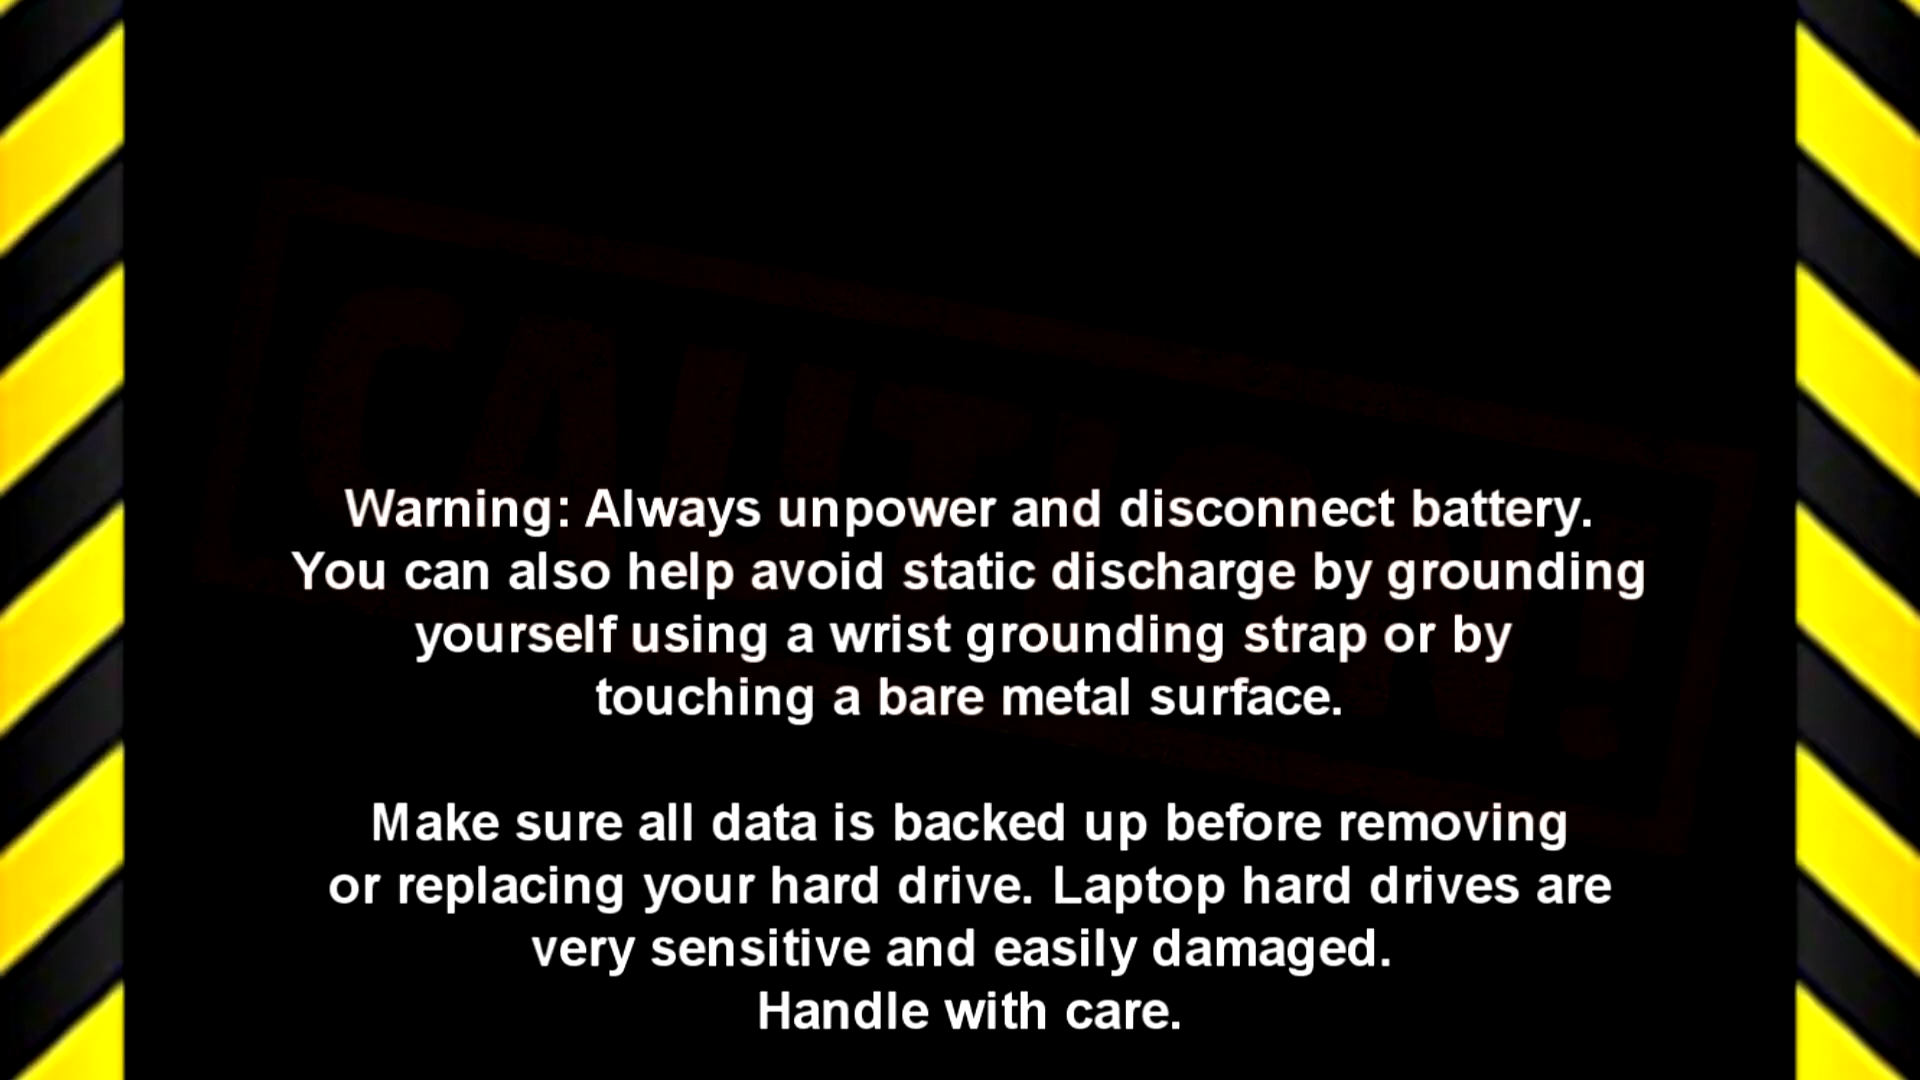 CAUTION!
Warning: Always unpower and disconnect battery.
You can also help avoid static discharge by grounding
yourself using a wrist grounding strap or by
touching a bare metal surface.
Make sure all data is backed up before removing
or replacing your hard drive. Laptop hard drives are
very sensitive and easily damaged.
Handle with care.